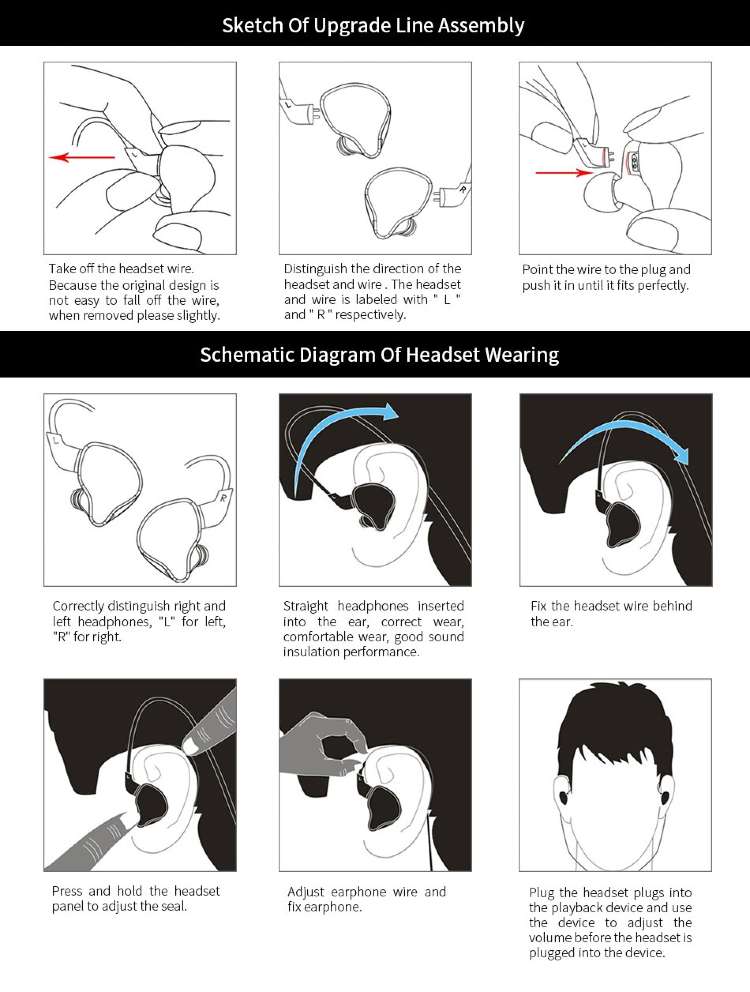 Sketch Of Upgrade Line Assembly
L
L
R
Take off the headset wire.
Because the original design is
not easy to fall off the wire,
when removed please slightly.
Distinguish the direction of the
headset and wire . The headset
and wire is labeled with " L "
and " R " respectively.
Point the wire to the plug and
push it in until it fits perfectly.
Schematic Diagram Of Headset Wearing
L
R
Correctly distinguish right and
left headphones, "L" for left,
"R" for right.
Straight headphones inserted
into the ear, correct wear,
comfortable wear, good sound
insulation performance.
Fix the headset wire behind
the ear.
Press and hold the headset
panel to adjust the seal.
Adjust earphone wire and
fix earphone.
Plug the headset plugs into
the playback device and use
the device to adjust the
volume before the headset is
plugged into the device.